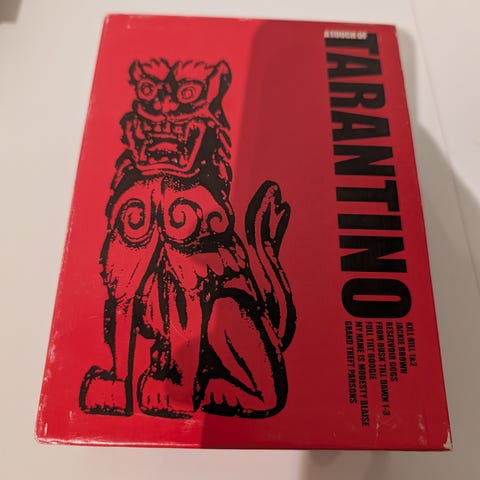 A TOUCH OF
TARANTINO
KILL BILL 1&2
JACKIE BROWN
RESERVOIR DOGS
FROM DUSK TILL DAWN 1-3
FULL TILT BOOGIE
MY NAME IS MODESTY BLAISE
GRAND THEFT PARSONS